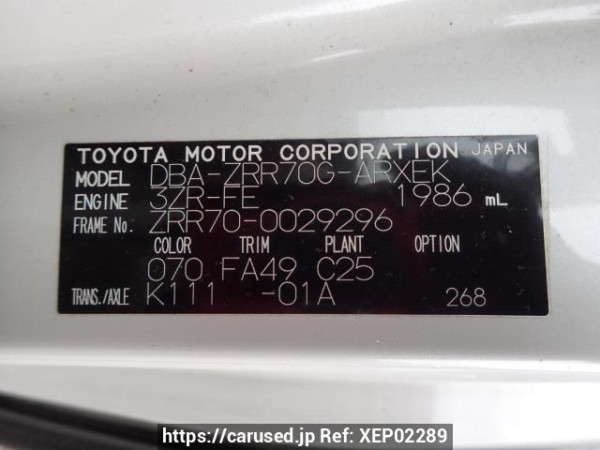 TOYOTA MOTOR CORPORATION JAPAN
MODEL DBA-ZRR70G-ARXEK
ENGINE 3ZR-FE 1986 mL
FRAME No. ZRR70-0029296
COLOR TRIM PLANT OPTION
070 FA49 C25
TRANS./AXLE K111 -01A 268
https://carused.jp Ref: XEP02289